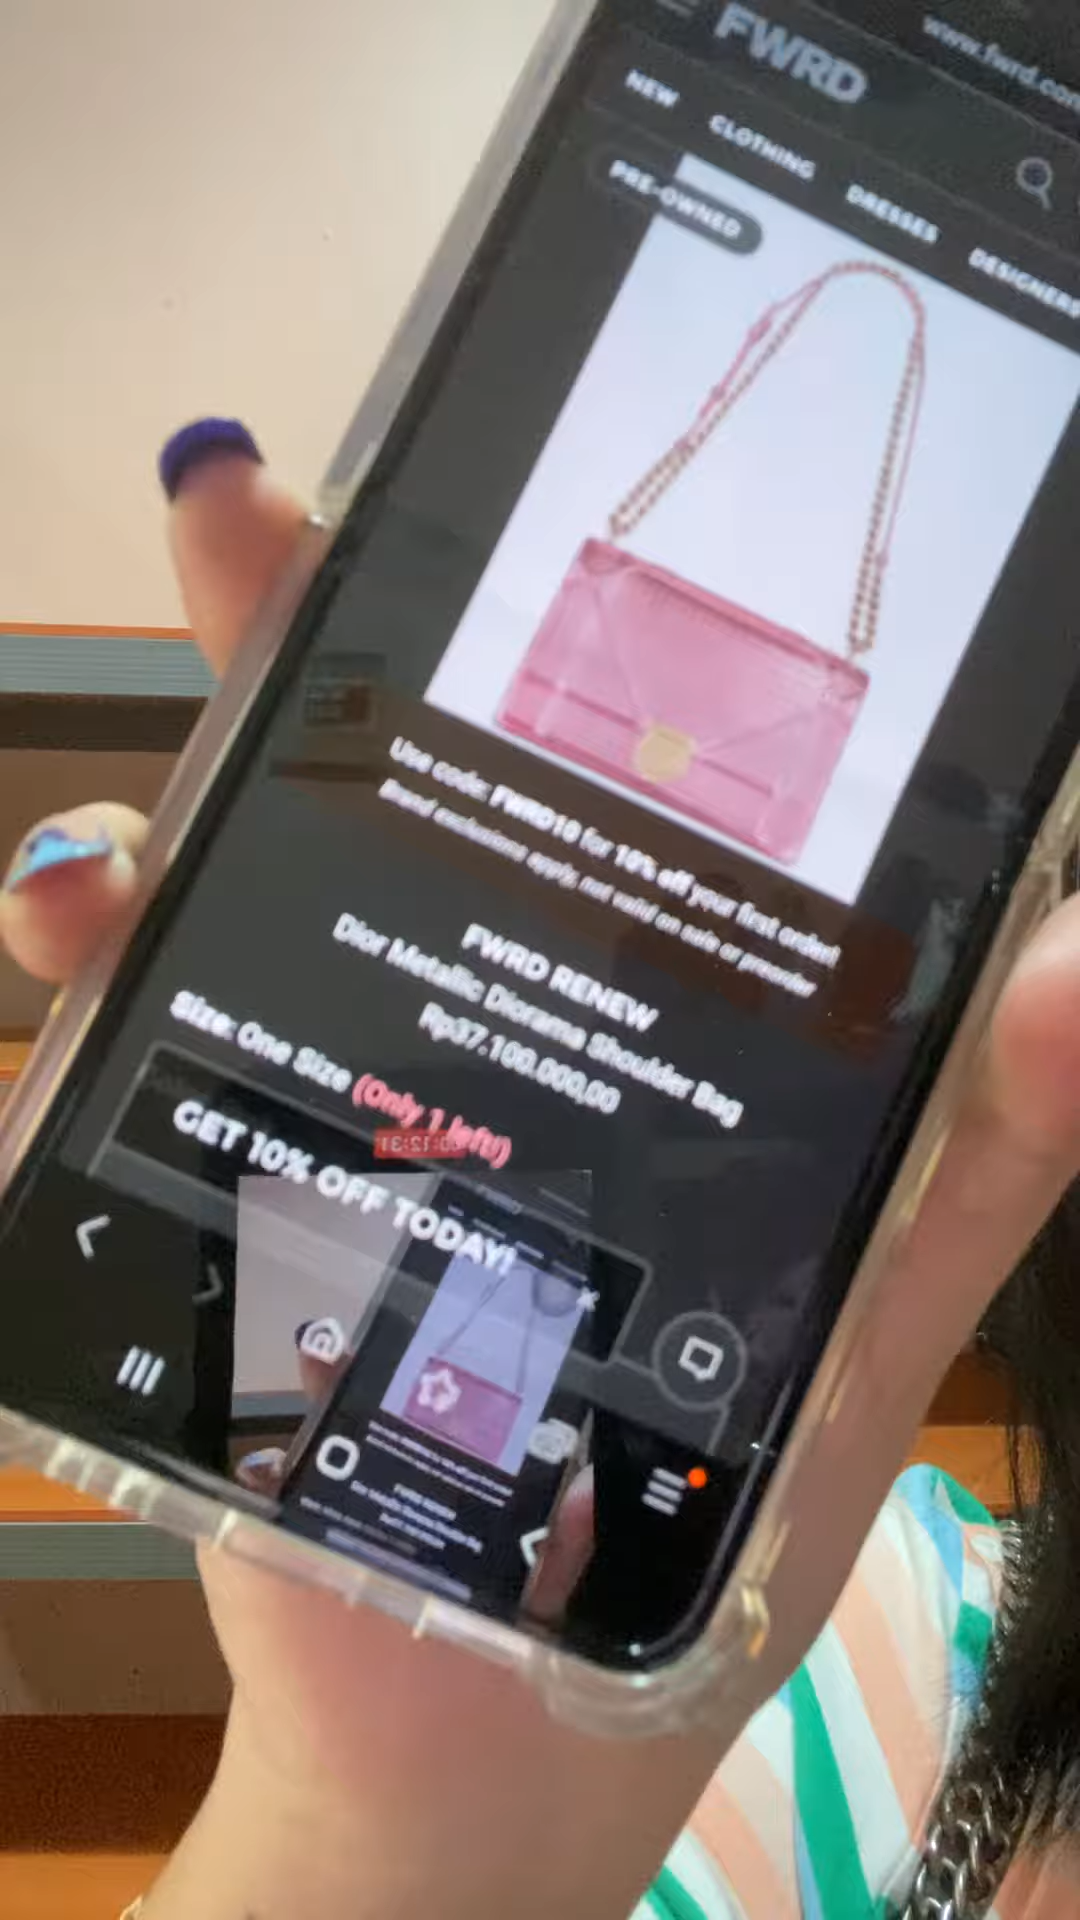 www.fwrd.com
FWRD
NEW CLOTHING DRESSES DESIGNERS
PRE-OWNED
Use code: FWRD10 for 10% off your first order!
Brand exclusions apply, not valid on sale or preorder
FWRD RENEW
Dior Metallic Diorama Shoulder Bag
Rp37.100.000,00
Size: One Size (Only 1 left!)
GET 10% OFF TODAY!